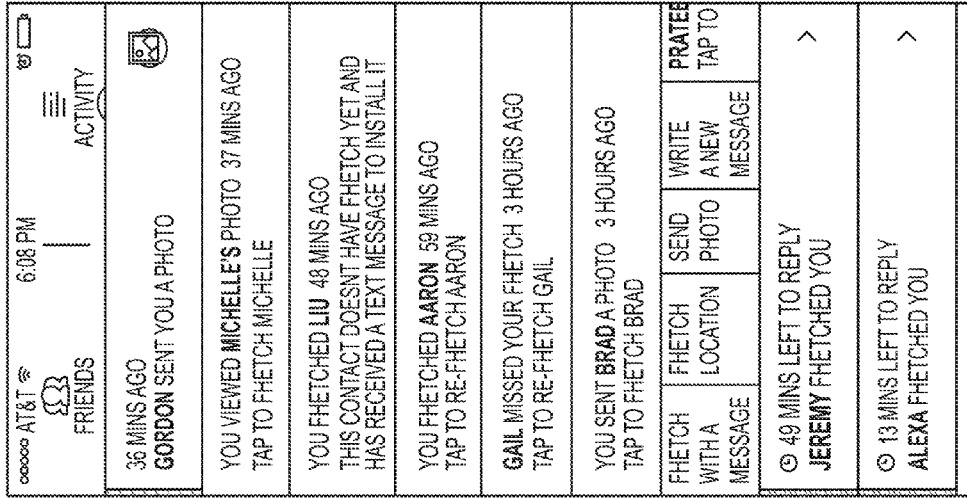 AT&T 6:08 PM
FRIENDS ACTIVITY
36 MINS AGO
GORDON SENT YOU A PHOTO
YOU VIEWED MICHELLE'S PHOTO 37 MINS AGO
TAP TO FHETCH MICHELLE
YOU FHETCHED LIU 48 MINS AGO
THIS CONTACT DOESNT HAVE FHETCH YET AND
HAS RECEIVED A TEXT MESSAGE TO INSTALL IT
YOU FHETCHED AARON 59 MINS AGO
TAP TO RE-FHETCH AARON
GAIL MISSED YOUR FHETCH 3 HOURS AGO
TAP TO RE-FHETCH GAIL
YOU SENT BRAD A PHOTO 3 HOURS AGO
TAP TO FHETCH BRAD
FHETCH
WITH A
MESSAGE
FHETCH
LOCATION
SEND
PHOTO
WRITE
A NEW
MESSAGE
PRATEE
TAP TO
49 MINS LEFT TO REPLY
JEREMY FHETCHED YOU
13 MINS LEFT TO REPLY
ALEXA FHETCHED YOU